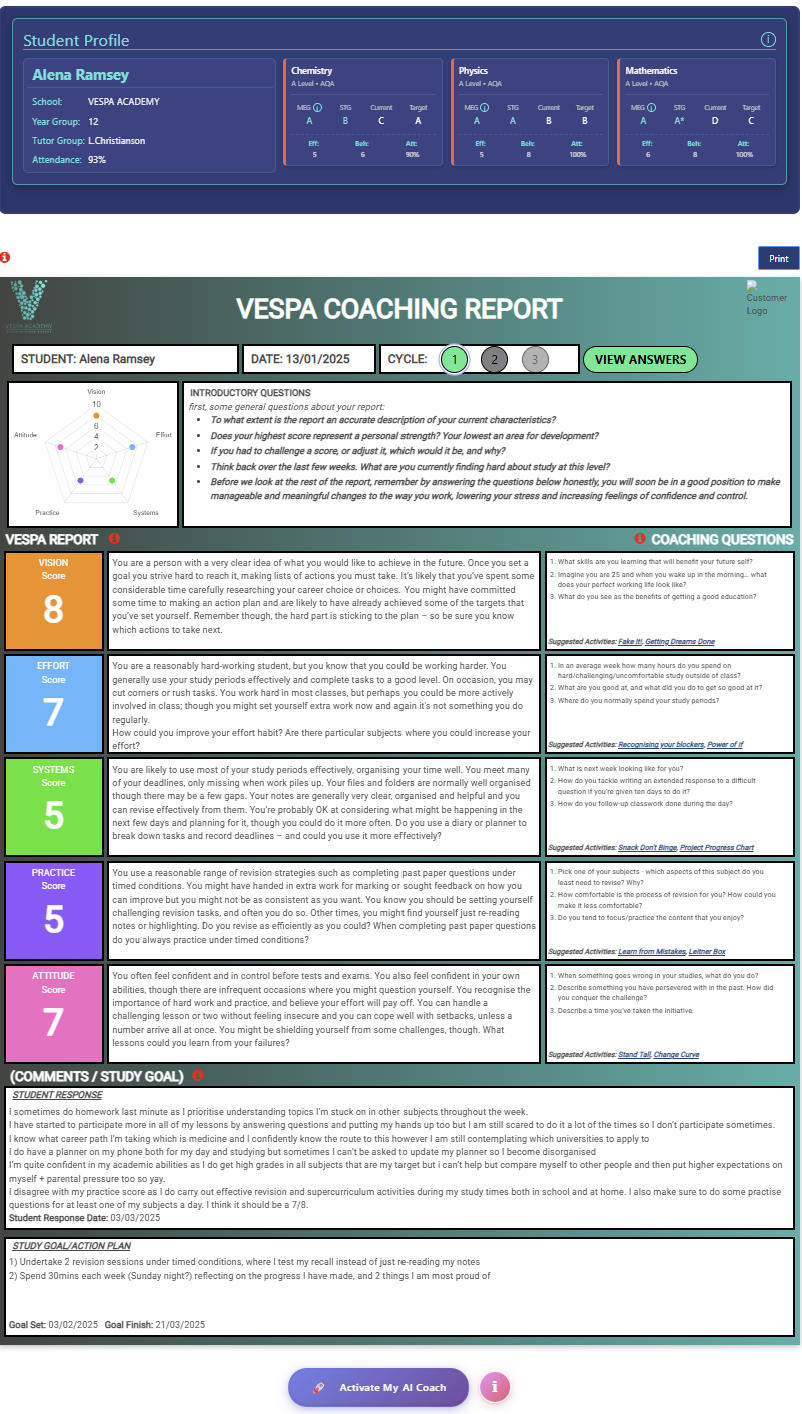 Student Profile
Alena Ramsey
School: VESPA ACADEMY
Year Group: 12
Tutor Group: L.Christianson
Attendance: 93%
Chemistry
A Level • AQA
MEG i STG Current Target
A B C A
Eff: Beh: Att:
5 6 90%
Physics
A Level • AQA
MEG i STG Current Target
A A B B
Eff: Beh: Att:
5 8 100%
Mathematics
A Level • AQA
MEG i STG Current Target
A A* D C
Eff: Beh: Att:
6 8 100%
Print
VESPA ACADEMY
VESPA COACHING REPORT
Customer
Logo
STUDENT: Alena Ramsey
DATE: 13/01/2025
CYCLE: 1 2 3
VIEW ANSWERS
Vision
10
6
4
2
Attitude
Effort
Practice
Systems
INTRODUCTORY QUESTIONS
first, some general questions about your report:
• To what extent is the report an accurate description of your current characteristics?
• Does your highest score represent a personal strength? Your lowest an area for development?
• If you had to challenge a score, or adjust it, which would it be, and why?
• Think back over the last few weeks. What are you currently finding hard about study at this level?
• Before we look at the rest of the report, remember by answering the questions below honestly, you will soon be in a good position to make
manageable and meaningful changes to the way you work, lowering your stress and increasing feelings of confidence and control.
VESPA REPORT
COACHING QUESTIONS
VISION
Score
8
You are a person with a very clear idea of what you would like to achieve in the future. Once you set a
goal you strive hard to reach it, making lists of actions you must take. It's likely that you've spent some
considerable time carefully researching your career choice or choices. You might have committed
some time to making an action plan and are likely to have already achieved some of the targets that
you've set yourself. Remember though, the hard part is sticking to the plan – so be sure you know
which actions to take next.
1. What skills are you learning that will benefit your future self?
2. Imagine you are 25 and when you wake up in the morning... what
does your perfect working life look like?
3. What do you see as the benefits of getting a good education?
Suggested Activities: Fake It!, Getting Dreams Done
EFFORT
Score
7
You are a reasonably hard-working student, but you know that you could be working harder. You
generally use your study periods effectively and complete tasks to a good level. On occasion, you may
cut corners or rush tasks. You work hard in most classes, but perhaps you could be more actively
involved in class; though you might set yourself extra work now and again it's not something you do
regularly.
How could you improve your effort habit? Are there particular subjects where you could increase your
effort?
1. In an average week how many hours do you spend on
hard/challenging/uncomfortable study outside of class?
2. What are you good at, and what did you do to get so good at it?
3. Where do you normally spend your study periods?
Suggested Activities: Recognising your blockers, Power of if
SYSTEMS
Score
5
You are likely to use most of your study periods effectively, organising your time well. You meet many
of your deadlines, only missing when work piles up. Your files and folders are normally well organised
though there may be a few gaps. Your notes are generally very clear, organised and helpful and you
can revise effectively from them. You're probably OK at considering what might be happening in the
next few days and planning for it, though you could do it more often. Do you use a diary or planner to
break down tasks and record deadlines – and could you use it more effectively?
1. What is next week looking like for you?
2. How do you tackle writing an extended response to a difficult
question if you're given ten days to do it?
3. How do you follow-up classwork done during the day?
Suggested Activities: Snack Don't Binge, Project Progress Chart
PRACTICE
Score
5
You use a reasonable range of revision strategies such as completing past paper questions under
timed conditions. You might have handed in extra work for marking or sought feedback on how you
can improve but you might not be as consistent as you want. You know you should be setting yourself
challenging revision tasks, and often you do so. Other times, you might find yourself just re-reading
notes or highlighting. Do you revise as efficiently as you could? When completing past paper questions
do you always practice under timed conditions?
1. Pick one of your subjects - which aspects of this subject do you
least need to revise? Why?
2. How comfortable is the process of revision for you? How could you
make it less comfortable?
3. Do you tend to focus/practice the content that you enjoy?
Suggested Activities: Learn from Mistakes, Leitner Box
ATTITUDE
Score
7
You often feel confident and in control before tests and exams. You also feel confident in your own
abilities, though there are infrequent occasions where you might question yourself. You recognise the
importance of hard work and practice, and believe your effort will pay off. You can handle a
challenging lesson or two without feeling insecure and you can cope well with setbacks, unless a
number arrive all at once. You might be shielding yourself from some challenges, though. What
lessons could you learn from your failures?
1. When something goes wrong in your studies, what do you do?
2. Describe something you have persevered with in the past. How did
you conquer the challenge?
3. Describe a time you've taken the initiative.
Suggested Activities: Stand Tall, Change Curve
(COMMENTS / STUDY GOAL)
STUDENT RESPONSE
I sometimes do homework last minute as I prioritise understanding topics I'm stuck on in other subjects throughout the week.
I have started to participate more in all of my lessons by answering questions and putting my hands up too but I am still scared to do it a lot of the times so I don't participate sometimes.
I know what career path I'm taking which is medicine and I confidently know the route to this however I am still contemplating which universities to apply to
I do have a planner on my phone both for my day and studying but sometimes I can't be asked to update my planner so I become disorganised
I'm quite confident in my academic abilities as I do get high grades in all subjects that are my target but i can't help but compare myself to other people and then put higher expectations on
myself + parental pressure too so yay.
I disagree with my practice score as I do carry out effective revision and supercurriculum activities during my study times both in school and at home. I also make sure to do some practise
questions for at least one of my subjects a day. I think it should be a 7/8.
Student Response Date: 03/03/2025
STUDY GOAL/ACTION PLAN
1) Undertake 2 revision sessions under timed conditions, where I test my recall instead of just re-reading my notes
2) Spend 30mins each week (Sunday night?) reflecting on the progress I have made, and 2 things I am most proud of
Goal Set: 03/02/2025 Goal Finish: 21/03/2025
Activate My AI Coach